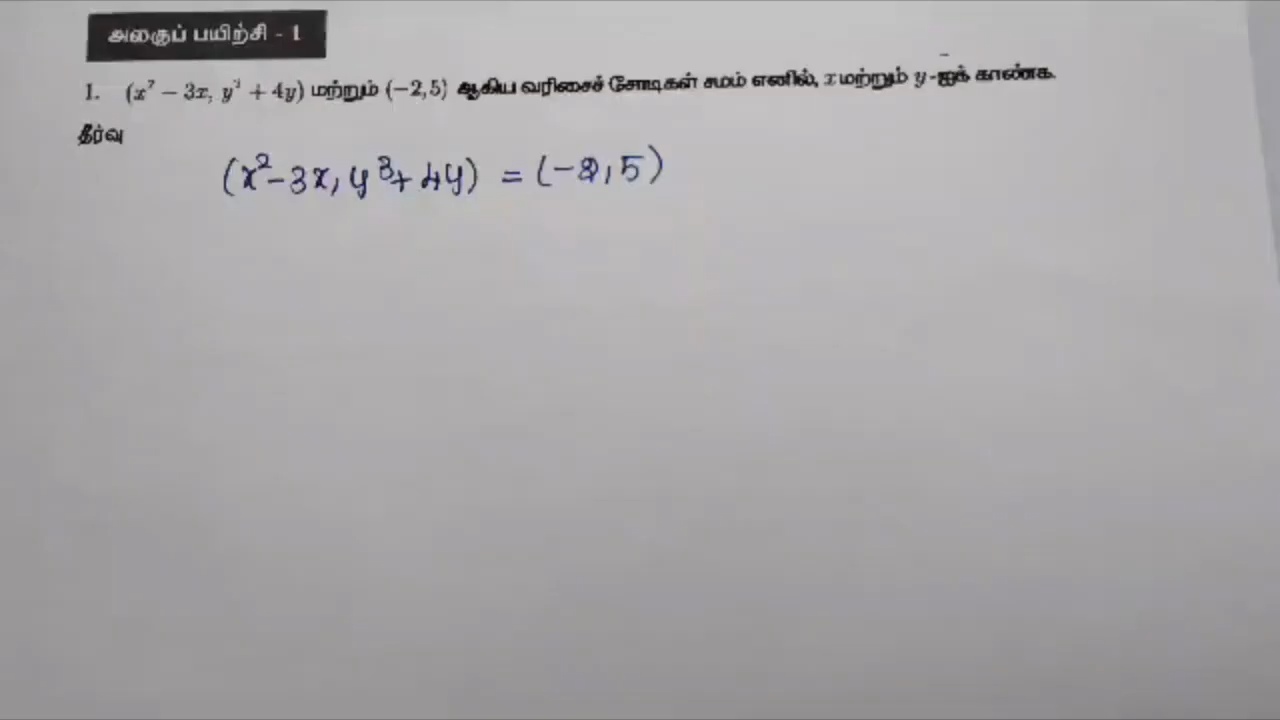 அலகுப் பயிற்சி - 1
1. (x² − 3x, y² + 4y) மற்றும் (−2,5) ஆகிய வரிசைச் சோடிகள் சமம் எனில், x மற்றும் y -ஐக் காண்க.
தீர்வு
(x²-3x, y³+4y) = (-2,5)